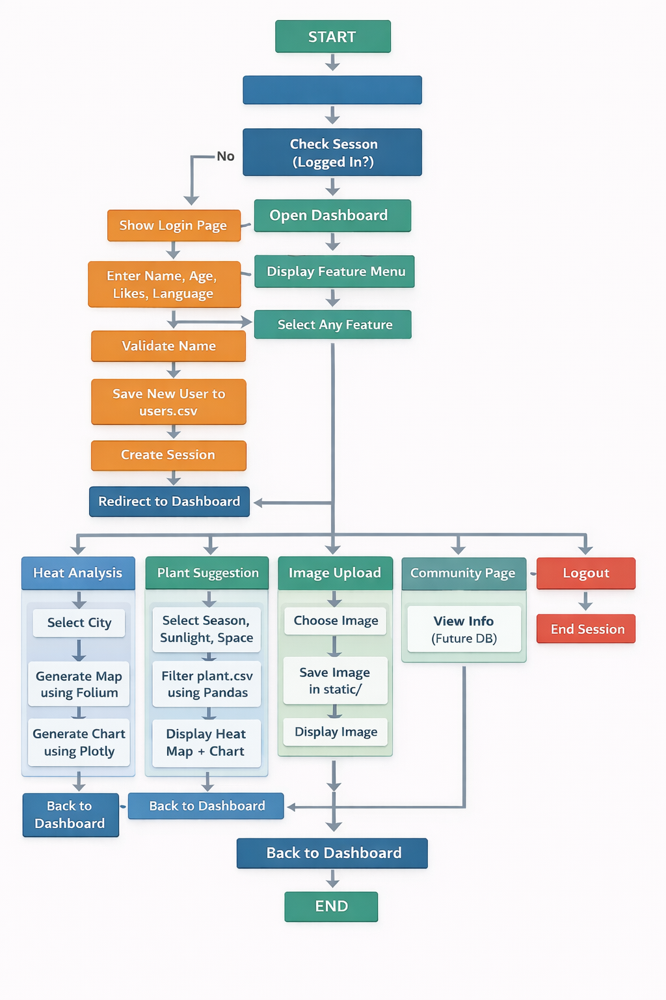 START
Check Sesson
(Logged In?)
No
Open Dashboard
Show Login Page
Display Feature Menu
Enter Name, Age,
Likes, Language
Select Any Feature
Validate Name
Save New User to
users.csv
Create Session
Redirect to Dashboard
Heat Analysis
Select City
Generate Map
using Folium
Generate Chart
using Plotly
Back to
Dashboard
Plant Suggestion
Select Season,
Sunlight, Space
Filter plant.csv
using Pandas
Display Heat
Map + Chart
Back to Dashboard
Image Upload
Choose Image
Save Image
in static/
Display Image
Community Page
View Info
(Future DB)
Logout
End Session
Back to Dashboard
END